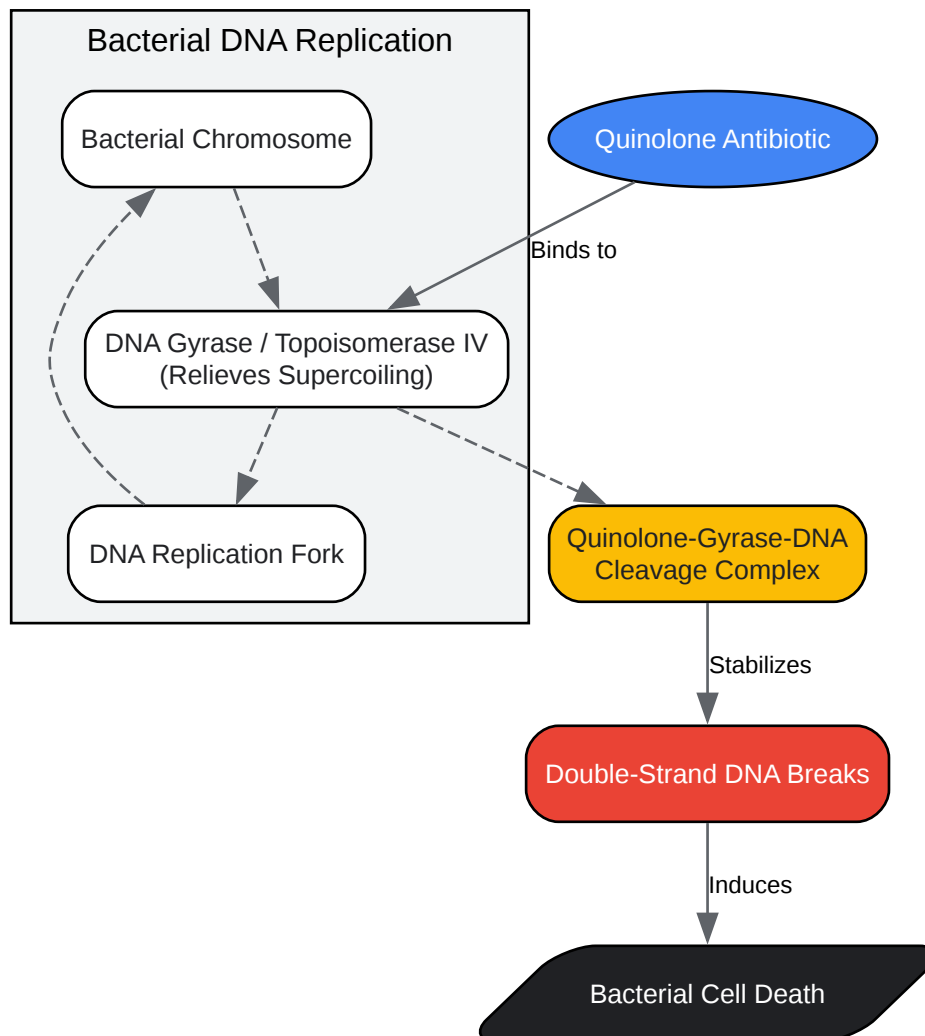 Bacterial DNA Replication
Bacterial Chromosome
Quinolone Antibiotic
Binds to
DNA Gyrase / Topoisomerase IV
(Relieves Supercoiling)
DNA Replication Fork
Quinolone-Gyrase-DNA
Cleavage Complex
Stabilizes
Double-Strand DNA Breaks
Induces
Bacterial Cell Death